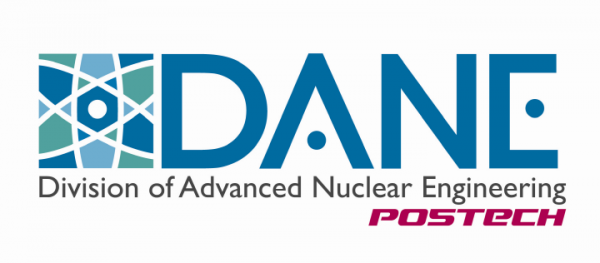 DANE
Division of Advanced Nuclear Engineering
POSTECH